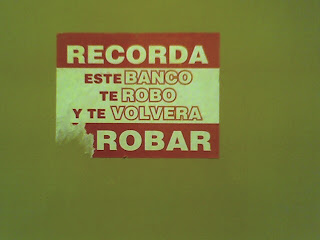 RECORDA
ESTE BANCO
TE ROBO
Y TE VOLVERA
ROBAR